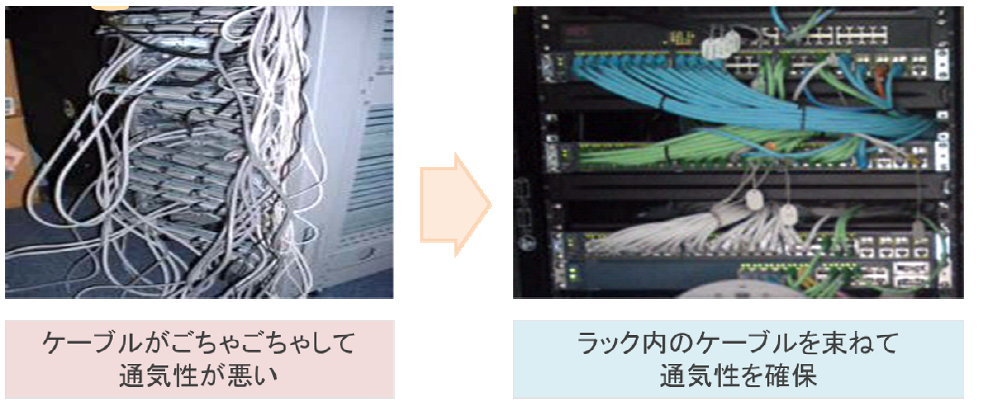 ケーブルがごちゃごちゃして
通気性が悪い
ラック内のケーブルを束ねて
通気性を確保